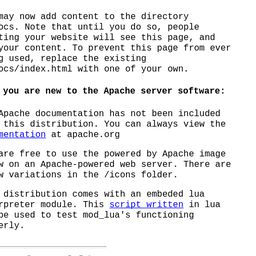 may now add content to the directory
ocs. Note that until you do so, people
ting your website will see this page, and
your content. To prevent this page from ever
g used, replace the existing
ocs/index.html with one of your own.
you are new to the Apache server software:
Apache documentation has not been included
this distribution. You can always view the
mentation at apache.org
are free to use the powered by Apache image
w on an Apache-powered web server. There are
w variations in the /icons folder.
distribution comes with an embeded lua
rpreter module. This script written in lua
be used to test mod_lua's functioning
erly.